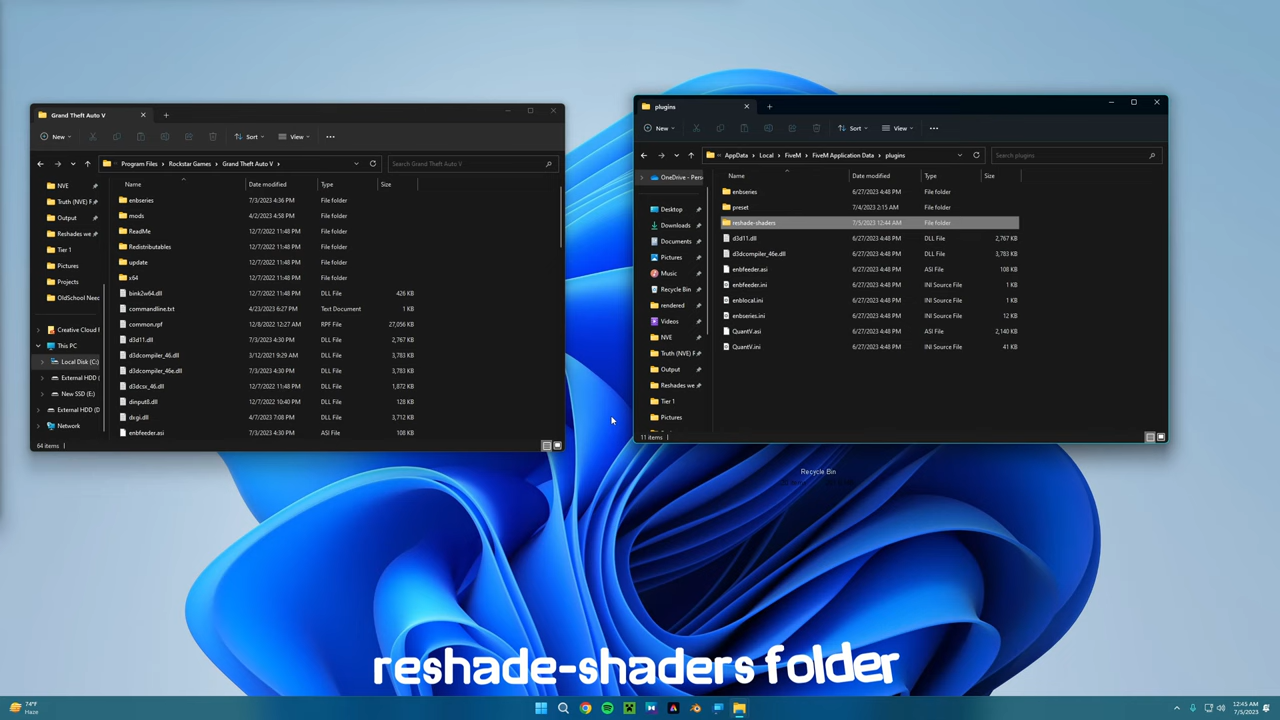 Grand Theft Auto V
New
Sort
View
Program Files
Rockstar Games
Grand Theft Auto V
Search Grand Theft Auto V
NVE
Truth (NVE) F
Output
Reshades we
Tier 1
Pictures
Projects
OldSchool Nee
Creative Cloud F
This PC
Local Disk (C:)
External HDD (
New SSD (E:)
External HDD (D
Network
Name Date modified Type Size
enbseries 7/3/2023 4:36 PM File folder
mods 4/2/2023 4:58 PM File folder
ReadMe 12/7/2022 11:48 PM File folder
Redistributables 12/7/2022 11:48 PM File folder
update 12/7/2022 11:48 PM File folder
x64 12/7/2022 11:48 PM File folder
bink2w64.dll 12/7/2022 11:48 PM DLL File 426 KB
commandline.txt 4/23/2023 6:27 PM Text Document 1 KB
common.rpf 12/8/2022 12:27 AM RPF File 27,056 KB
d3d11.dll 7/3/2023 4:30 PM DLL File 2,767 KB
d3dcompiler_46.dll 3/12/2021 9:29 AM DLL File 3,783 KB
d3dcompiler_46e.dll 7/3/2023 4:30 PM DLL File 3,783 KB
d3dcsx_46.dll 12/7/2022 11:48 PM DLL File 1,872 KB
dinput8.dll 12/7/2022 10:40 PM DLL File 128 KB
dxgi.dll 4/7/2023 7:08 PM DLL File 3,712 KB
enbfeeder.asi 7/3/2023 4:30 PM ASI File 108 KB
64 items
plugins
New
Sort
View
AppData
Local
FiveM
FiveM Application Data
plugins
Search plugins
OneDrive - Pers
Desktop
Downloads
Documents
Pictures
Music
Recycle Bin
rendered
Videos
NVE
Truth (NVE) F
Output
Reshades we
Tier 1
Pictures
Name Date modified Type Size
enbseries 6/27/2023 4:48 PM File folder
preset 7/4/2023 2:15 AM File folder
reshade-shaders 7/5/2023 12:44 AM File folder
d3d11.dll 6/27/2023 4:48 PM DLL File 2,767 KB
d3dcompiler_46e.dll 6/27/2023 4:48 PM DLL File 3,783 KB
enbfeeder.asi 6/27/2023 4:48 PM ASI File 108 KB
enbfeeder.ini 6/27/2023 4:48 PM INI Source File 1 KB
enblocal.ini 6/27/2023 4:48 PM INI Source File 1 KB
enbseries.ini 6/27/2023 4:48 PM INI Source File 12 KB
QuantV.asi 6/27/2023 4:48 PM ASI File 2,140 KB
QuantV.ini 6/27/2023 4:48 PM INI Source File 41 KB
11 items
Recycle Bin
reshade-shaders folder
74°F
Haze
12:45 AM
7/5/2023